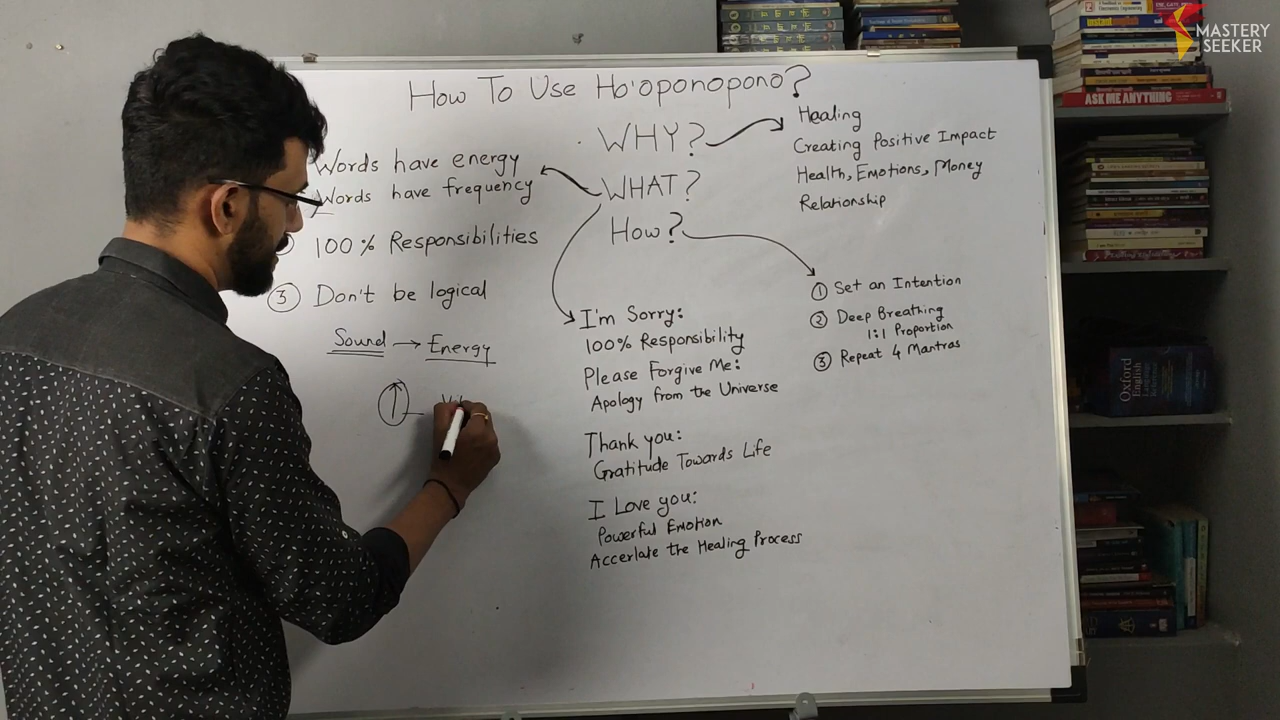 How To Use Ho'oponopono?
WHY?
Healing
Creating Positive Impact
Health, Emotions, Money
Relationship
WHAT?
Words have energy
Words have frequency
100% Responsibilities
③ Don't be logical
Sound → Energy
How?
① Set an Intention
② Deep Breathing
1:1 Proportion
③ Repeat 4 Mantras
I'm Sorry:
100% Responsibility
Please Forgive Me:
Apology from the Universe
Thank you:
Gratitude Towards Life
I Love you:
Powerful Emotion
Accerlate the Healing Process
MASTERY
SEEKER
instant english
ASK ME ANYTHING
Oxford
English